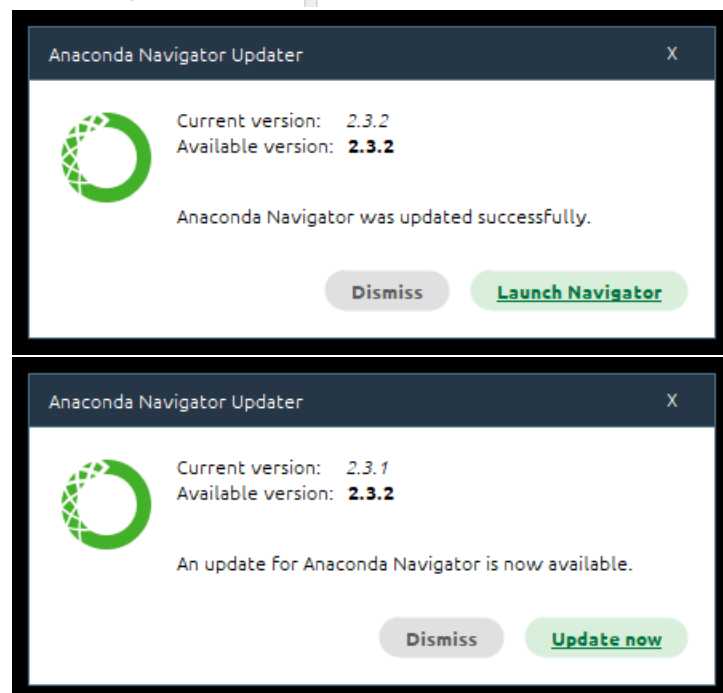 Anaconda Navigator Updater X
Current version: 2.3.2
Available version: 2.3.2
Anaconda Navigator was updated successfully.
Dismiss Launch Navigator
Anaconda Navigator Updater X
Current version: 2.3.1
Available version: 2.3.2
An update for Anaconda Navigator is now available.
Dismiss Update now